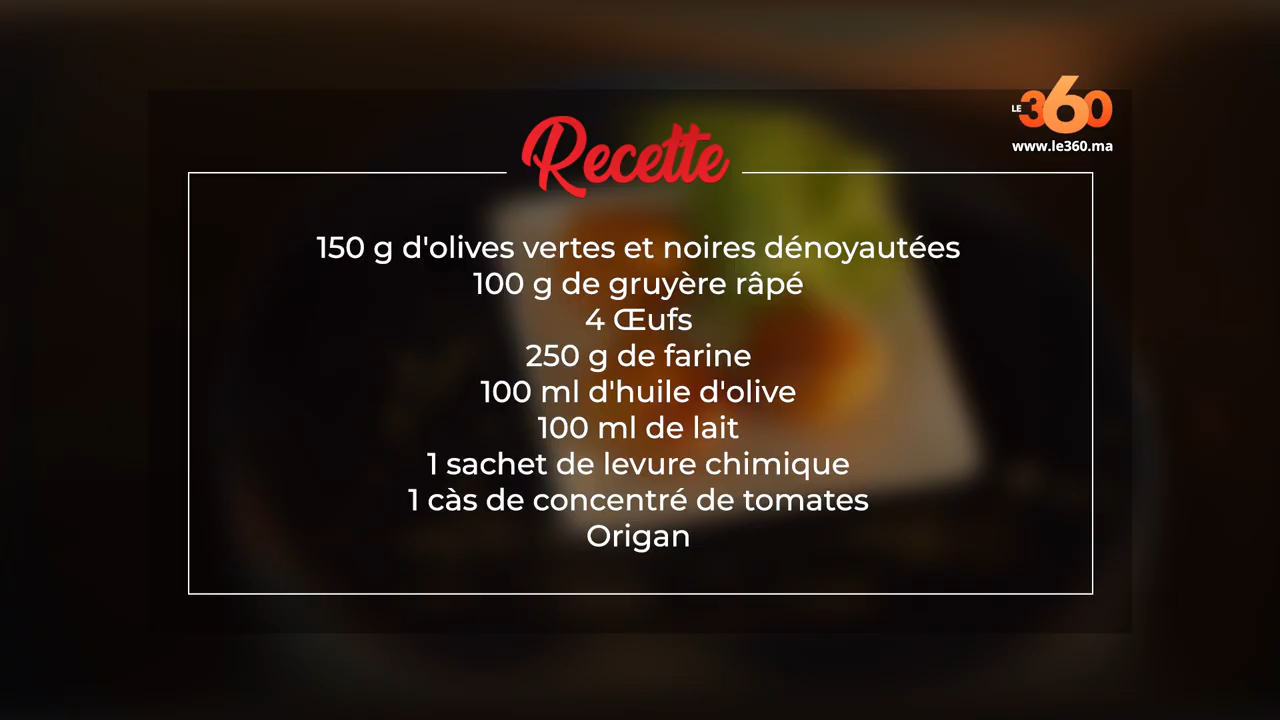 LE 360
www.le360.ma
Recette
150 g d'olives vertes et noires dénoyautées
100 g de gruyère râpé
4 Œufs
250 g de farine
100 ml d'huile d'olive
100 ml de lait
1 sachet de levure chimique
1 càs de concentré de tomates
Origan